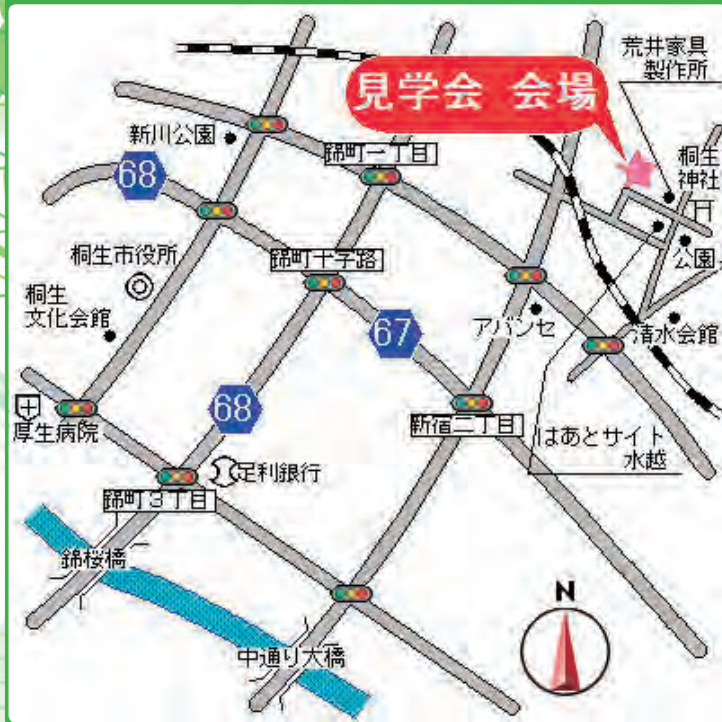 荒井家具
製作所
見学会 会場
新川公園
錦町一丁目
68
桐生
神社
桐生市役所
錦町十字路
公園
桐生
文化会館
67
アバンセ
清水会館
68
厚生病院
新宿二丁目
はあとサイト
水越
足利銀行
錦町3丁目
錦桜橋
N
中通り大橋